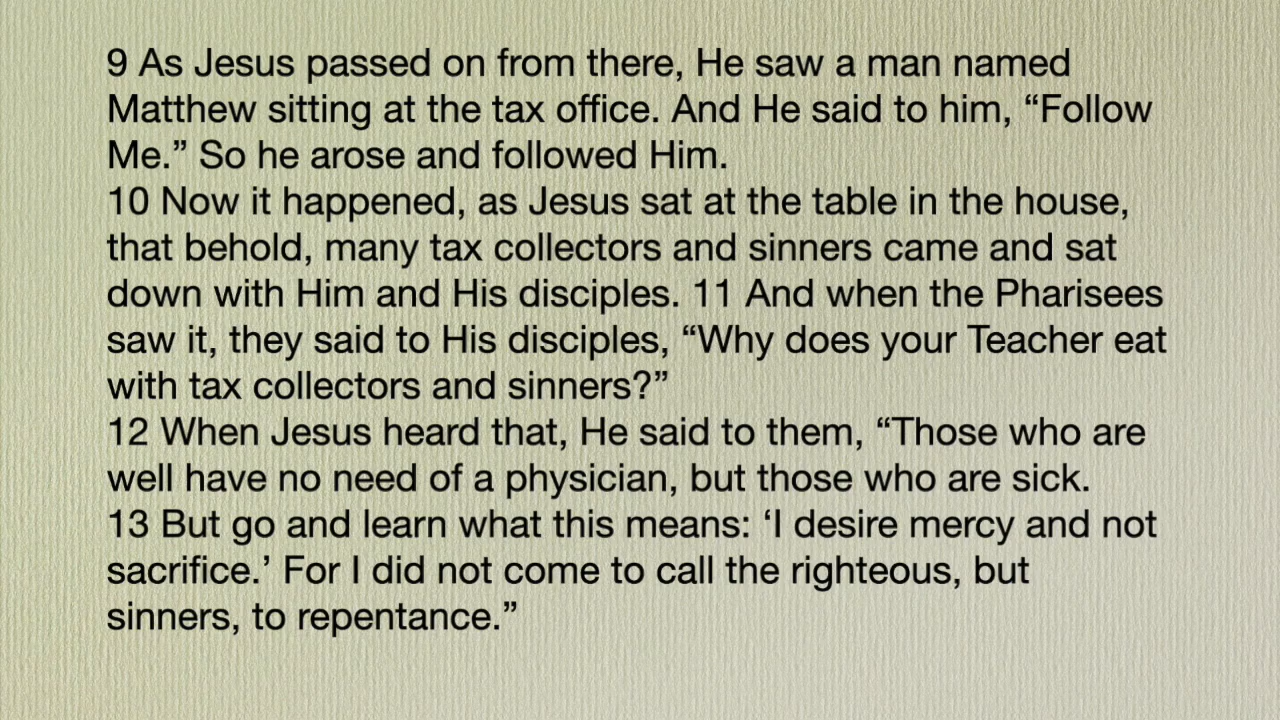 9 As Jesus passed on from there, He saw a man named
Matthew sitting at the tax office. And He said to him, “Follow
Me.” So he arose and followed Him.
10 Now it happened, as Jesus sat at the table in the house,
that behold, many tax collectors and sinners came and sat
down with Him and His disciples. 11 And when the Pharisees
saw it, they said to His disciples, “Why does your Teacher eat
with tax collectors and sinners?”
12 When Jesus heard that, He said to them, “Those who are
well have no need of a physician, but those who are sick.
13 But go and learn what this means: ‘I desire mercy and not
sacrifice.’ For I did not come to call the righteous, but
sinners, to repentance.”